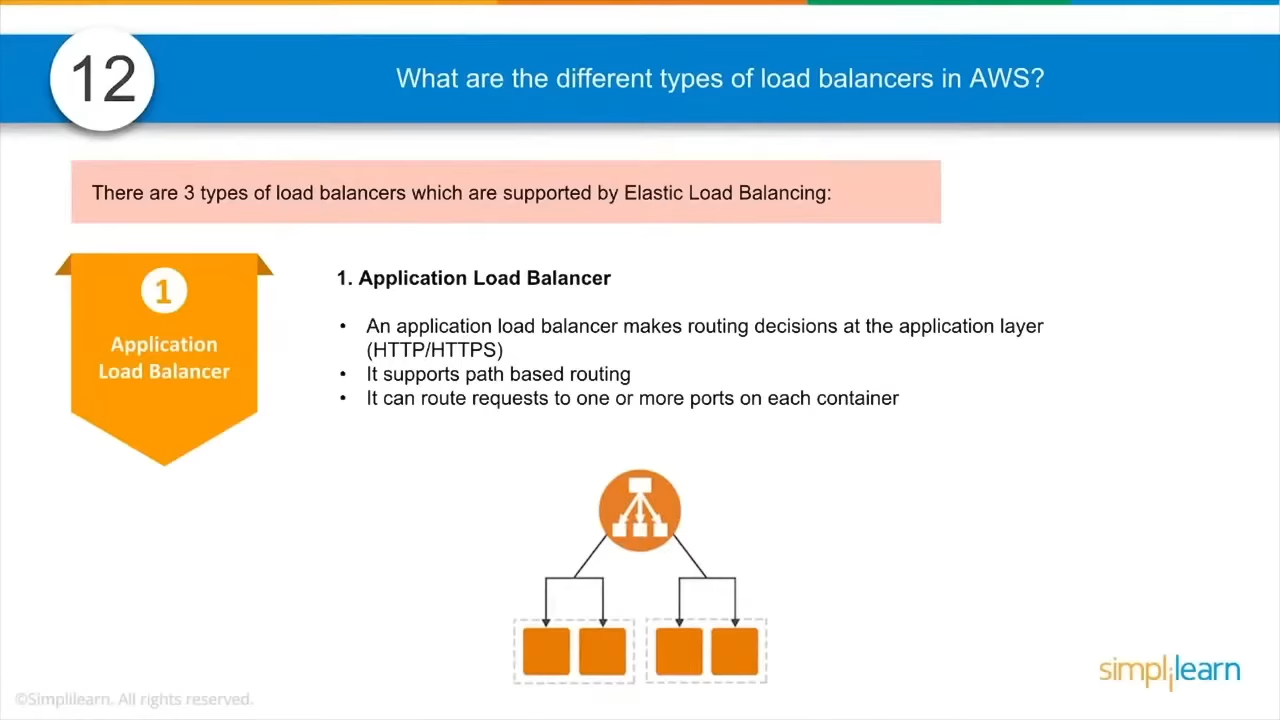 12
What are the different types of load balancers in AWS?
There are 3 types of load balancers which are supported by Elastic Load Balancing:
1
Application
Load Balancer
1. Application Load Balancer
• An application load balancer makes routing decisions at the application layer
(HTTP/HTTPS)
• It supports path based routing
• It can route requests to one or more ports on each container
simplilearn
©Simplilearn. All rights reserved.